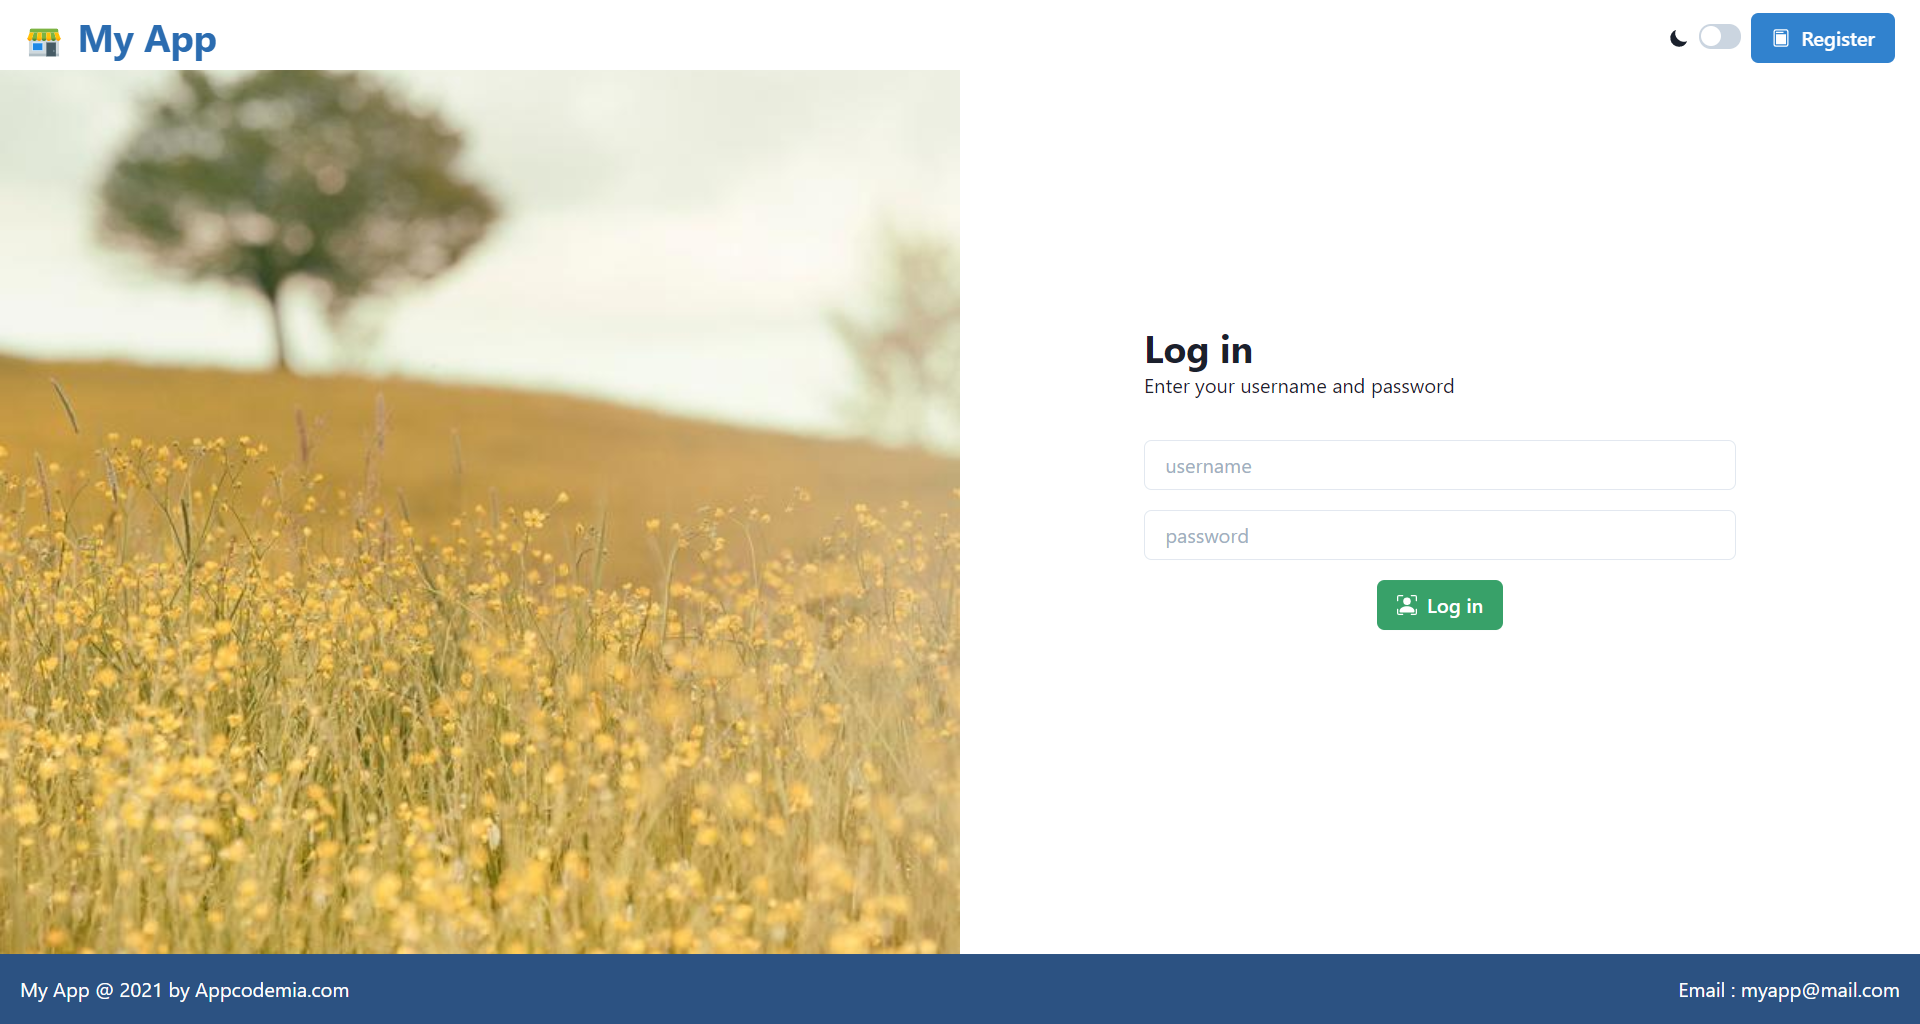 My App
Register
Log in
Enter your username and password
username
password
Log in
My App @ 2021 by Appcodemia.com
Email : myapp@mail.com